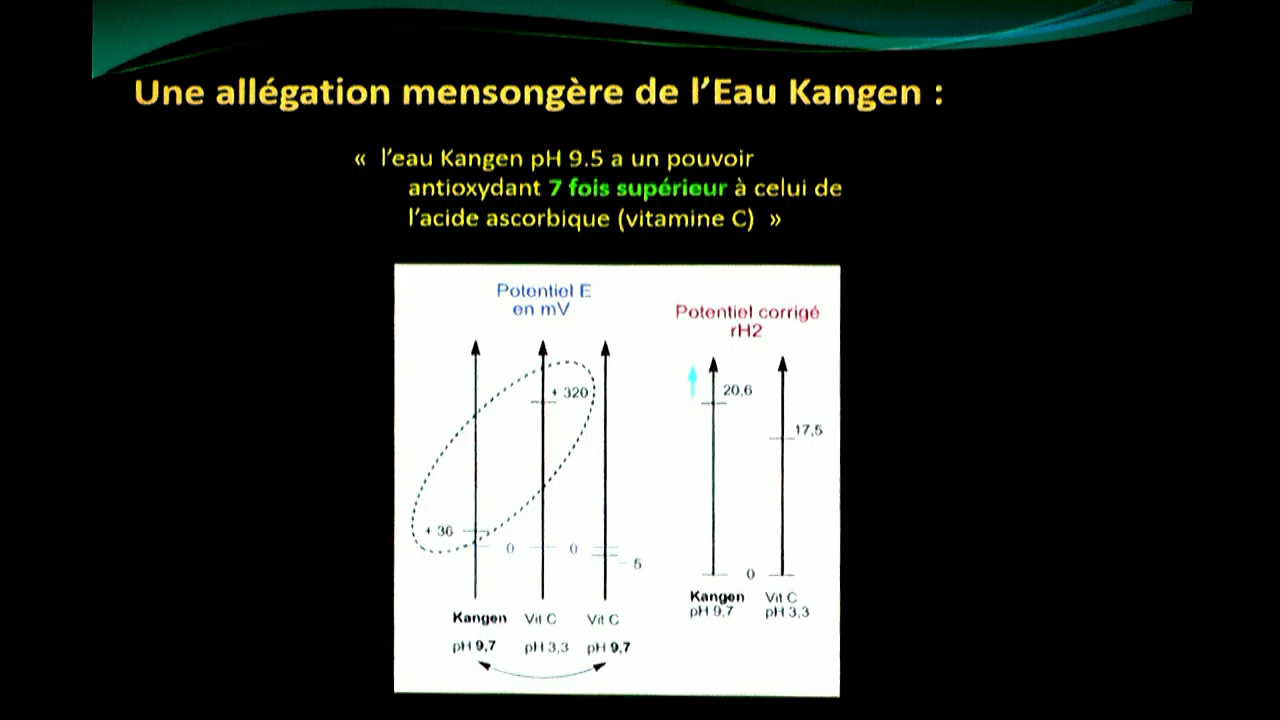 Une allégation mensongère de l'Eau Kangen :
« l'eau Kangen pH 9.5 a un pouvoir
antioxydant 7 fois supérieur à celui de
l'acide ascorbique (vitamine C) »
Potentiel E
en mV
Potentiel corrigé
rH2
+ 320
20,6
17,5
+ 36
0
0
- 5
0
Kangen
Vit C
Vit C
pH 9,7
pH 3,3
pH 9,7
Kangen
Vit C
pH 9,7
pH 3,3